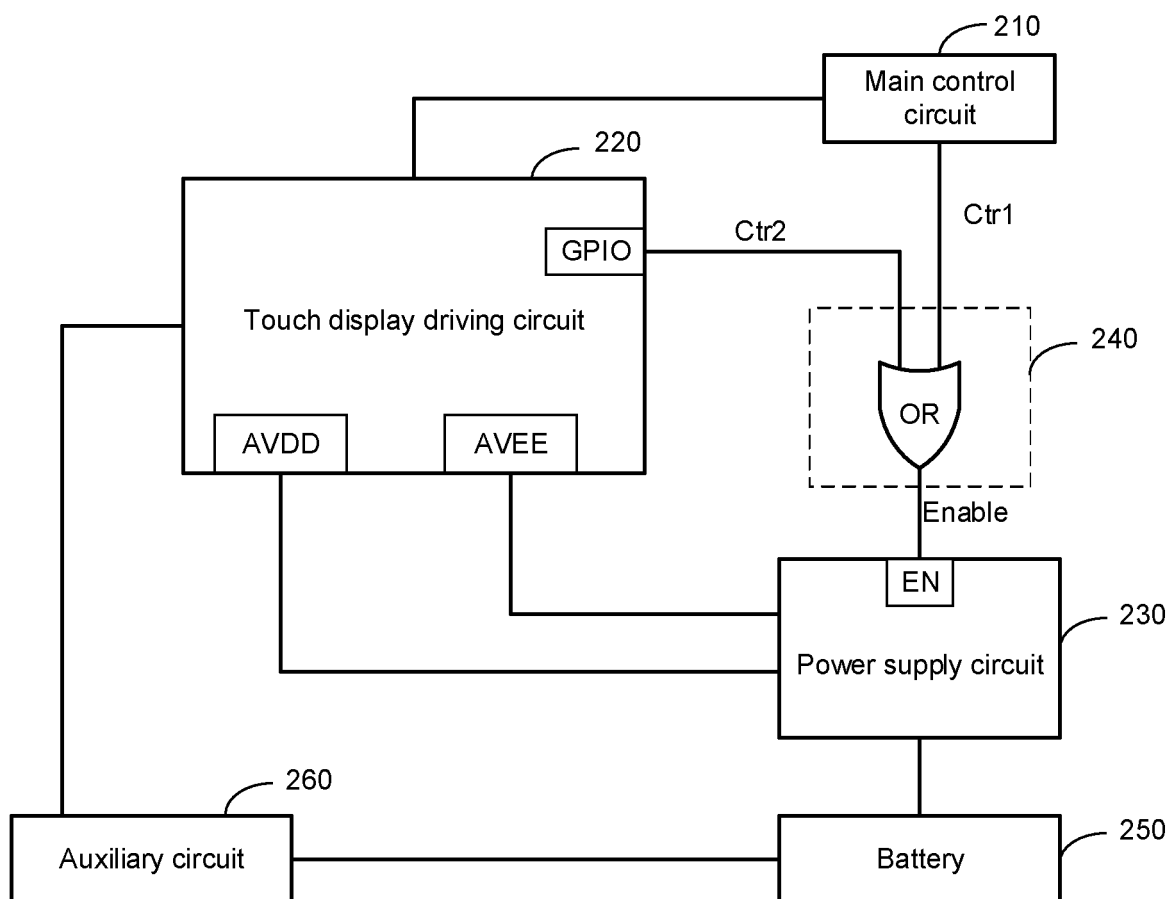 210
Main control
circuit
220
Ctr1
Ctr2
GPIO
Touch display driving circuit
240
OR
AVDD
AVEE
Enable
EN
230
Power supply circuit
260
250
Auxiliary circuit
Battery